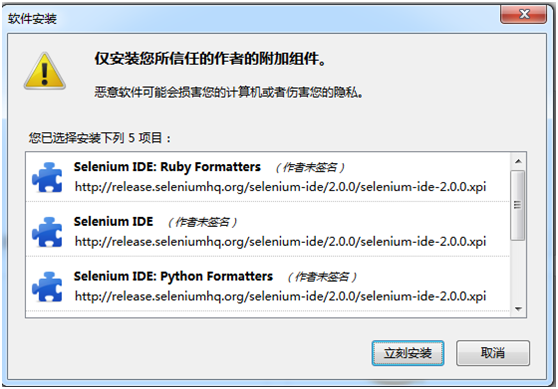 软件安装
仅安装您所信任的作者的附加组件。
恶意软件可能会损害您的计算机或者伤害您的隐私。
您已选择安装下列 5 项目：
Selenium IDE: Ruby Formatters （作者未签名）
http://release.seleniumhq.org/selenium-ide/2.0.0/selenium-ide-2.0.0.xpi
Selenium IDE （作者未签名）
http://release.seleniumhq.org/selenium-ide/2.0.0/selenium-ide-2.0.0.xpi
Selenium IDE: Python Formatters （作者未签名）
http://release.seleniumhq.org/selenium-ide/2.0.0/selenium-ide-2.0.0.xpi
立刻安装
取消